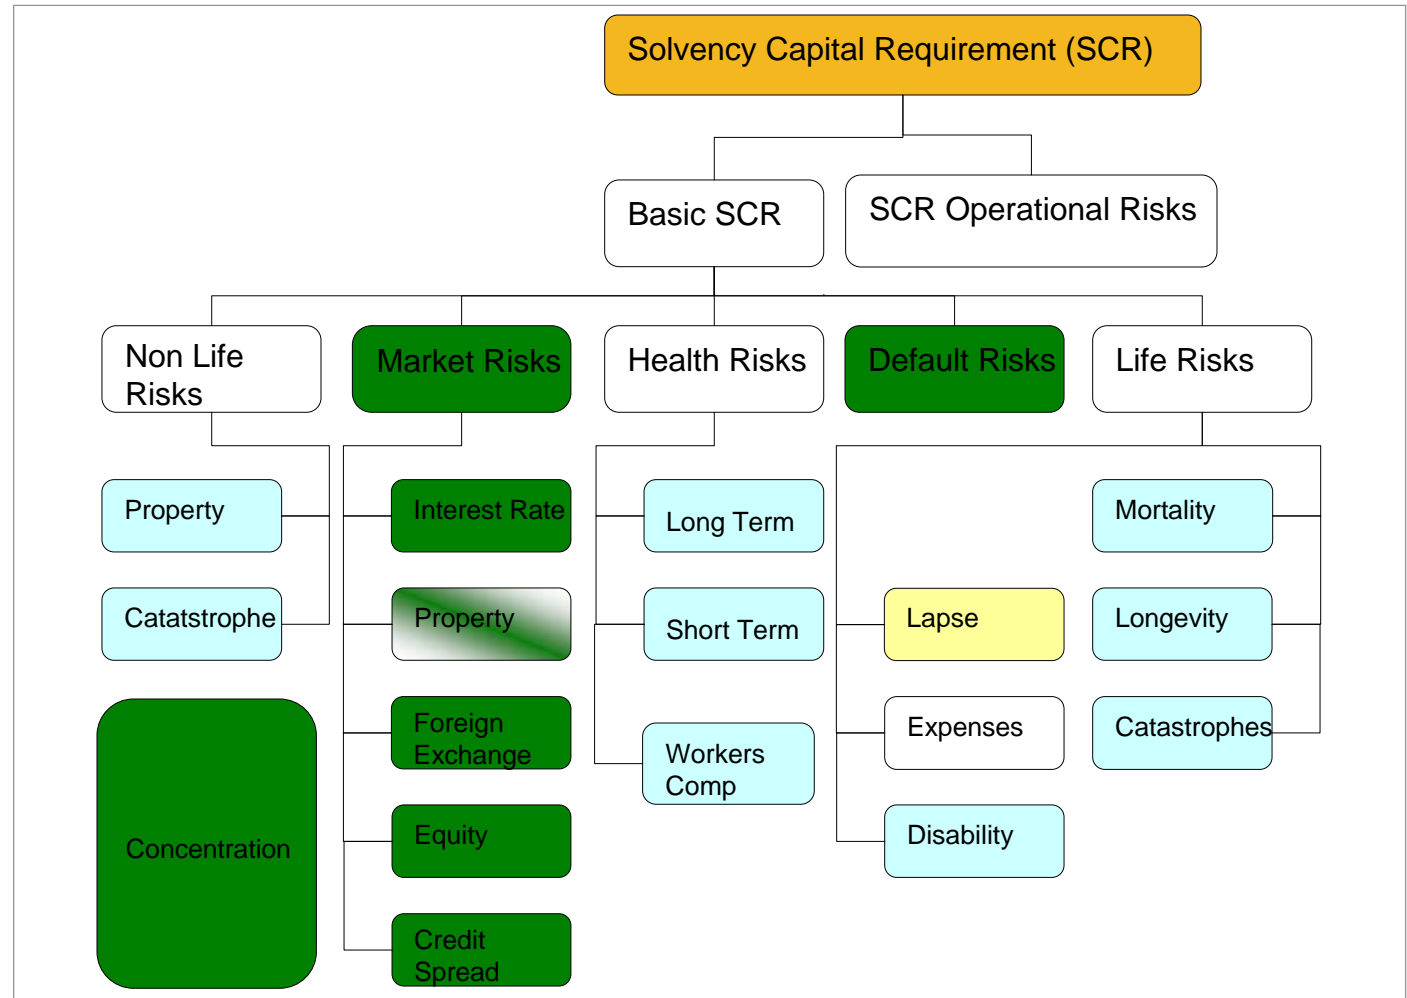 Solvency Capital Requirement (SCR)
Basic SCR
SCR Operational Risks
Non Life
Risks
Market Risks
Health Risks
Default Risks
Life Risks
Property
Interest Rate
Long Term
Mortality
Catatstrophe
Property
Short Term
Lapse
Longevity
Foreign
Exchange
Workers
Comp
Expenses
Catastrophes
Concentration
Equity
Disability
Credit
Spread